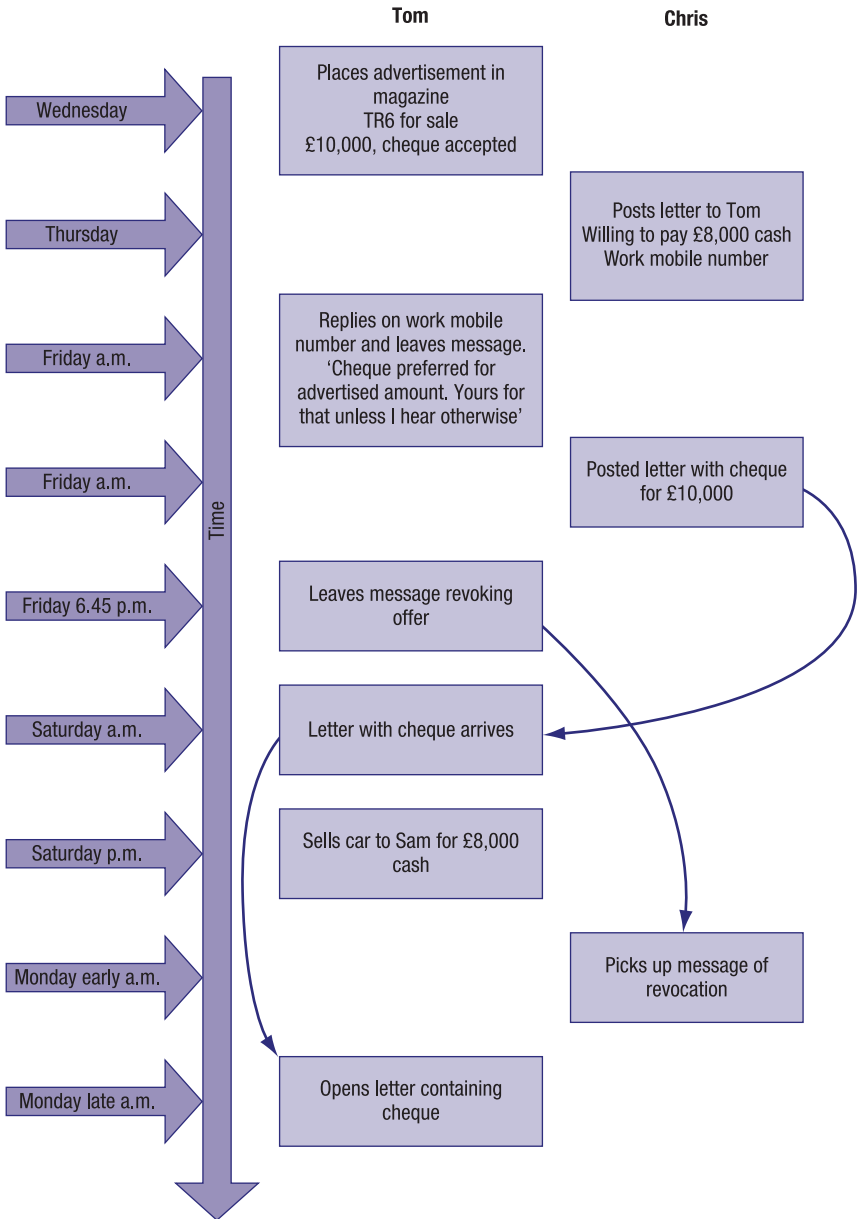 Tom
Chris
Wednesday
Places advertisement in
magazine
TR6 for sale
£10,000, cheque accepted
Thursday
Posts letter to Tom
Willing to pay £8,000 cash
Work mobile number
Friday a.m.
Replies on work mobile
number and leaves message.
‘Cheque preferred for
advertised amount. Yours for
that unless I hear otherwise’
Friday a.m.
Posted letter with cheque
for £10,000
Time
Friday 6.45 p.m.
Leaves message revoking
offer
Saturday a.m.
Letter with cheque arrives
Saturday p.m.
Sells car to Sam for £8,000
cash
Monday early a.m.
Picks up message of
revocation
Monday late a.m.
Opens letter containing
cheque